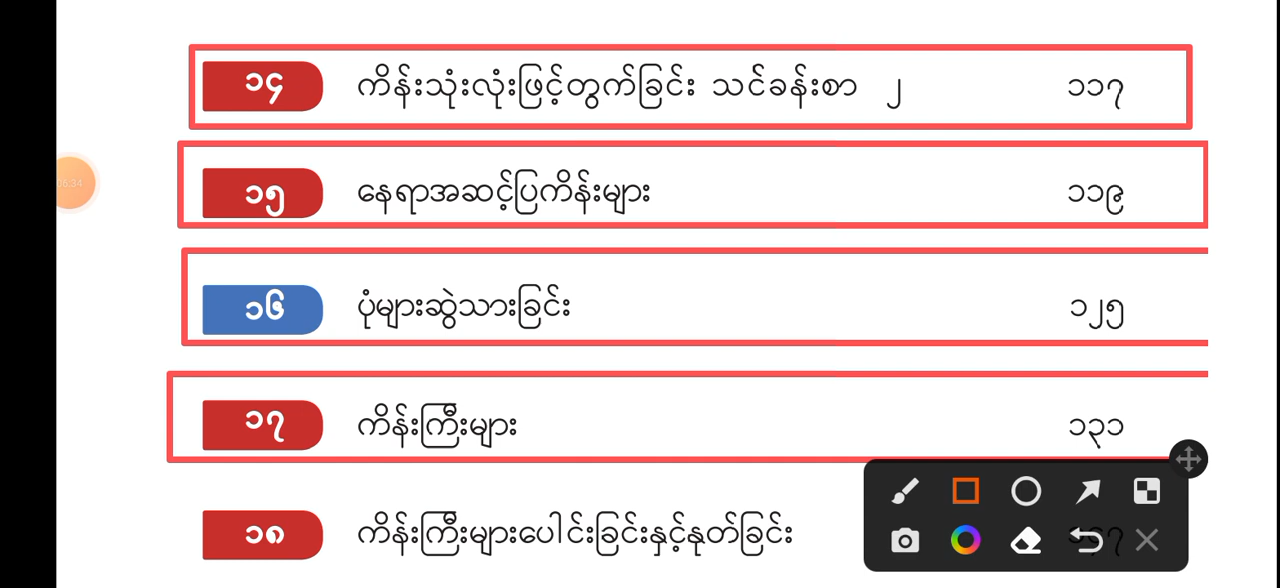 ၁၄ ကိန်းသုံးလုံးဖြင့်တွက်ခြင်း သင်ခန်းစာ ၂ ၁၁၇
06:34
၁၅ နေရာအဆင့်ပြကိန်းများ ၁၁၉
၁၆ ပုံများဆွဲသားခြင်း ၁၂၅
၁၇ ကိန်းကြီးများ ၁၃၁
၁၈ ကိန်းကြီးများပေါင်းခြင်းနှင့်နုတ်ခြင်း